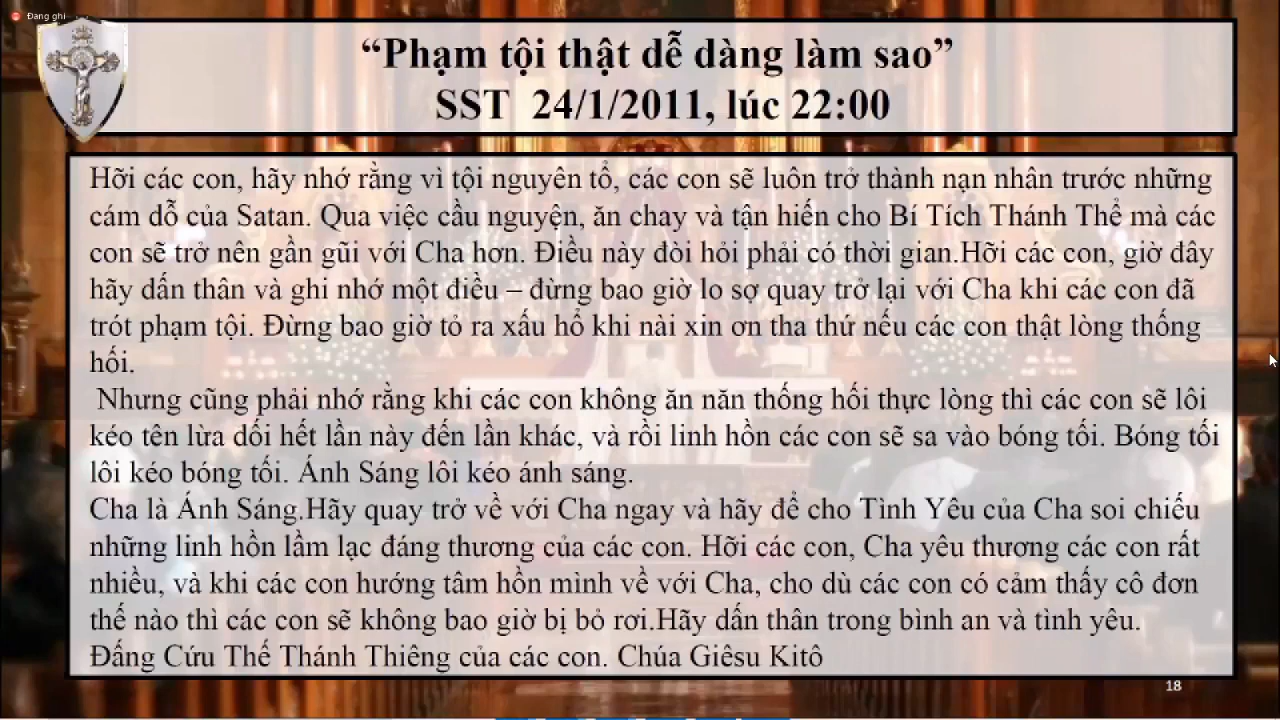 Đang ghi
“Phạm tội thật dễ dàng làm sao”
SST 24/1/2011, lúc 22:00
Hỡi các con, hãy nhớ rằng vì tội nguyên tổ, các con sẽ luôn trở thành nạn nhân trước những
cám dỗ của Satan. Qua việc cầu nguyện, ăn chay và tận hiến cho Bí Tích Thánh Thể mà các
con sẽ trở nên gần gũi với Cha hơn. Điều này đòi hỏi phải có thời gian.Hỡi các con, giờ đây
hãy dấn thân và ghi nhớ một điều – đừng bao giờ lo sợ quay trở lại với Cha khi các con đã
trót phạm tội. Đừng bao giờ tỏ ra xấu hổ khi nài xin ơn tha thứ nếu các con thật lòng thống
hối.
Nhưng cũng phải nhớ rằng khi các con không ăn năn thống hối thực lòng thì các con sẽ lôi
kéo tên lừa dối hết lần này đến lần khác, và rồi linh hồn các con sẽ sa vào bóng tối. Bóng tối
lôi kéo bóng tối. Ánh Sáng lôi kéo ánh sáng.
Cha là Ánh Sáng.Hãy quay trở về với Cha ngay và hãy để cho Tình Yêu của Cha soi chiếu
những linh hồn lầm lạc đáng thương của các con. Hỡi các con, Cha yêu thương các con rất
nhiều, và khi các con hướng tâm hồn mình về với Cha, cho dù các con có cảm thấy cô đơn
thế nào thì các con sẽ không bao giờ bị bỏ rơi.Hãy dấn thân trong bình an và tình yêu.
Đấng Cứu Thế Thánh Thiêng của các con. Chúa Giêsu Kitô
18